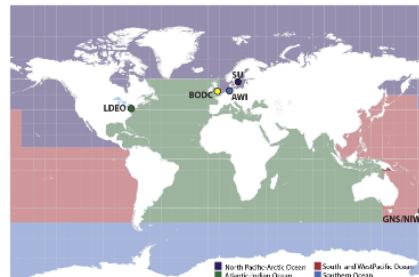 SU
BODC
AWI
LDEO
GNS/NIW
North Pacific-Arctic Ocean
South and West Pacific Ocean
Atlantic-Indian Ocean
Southern Ocean